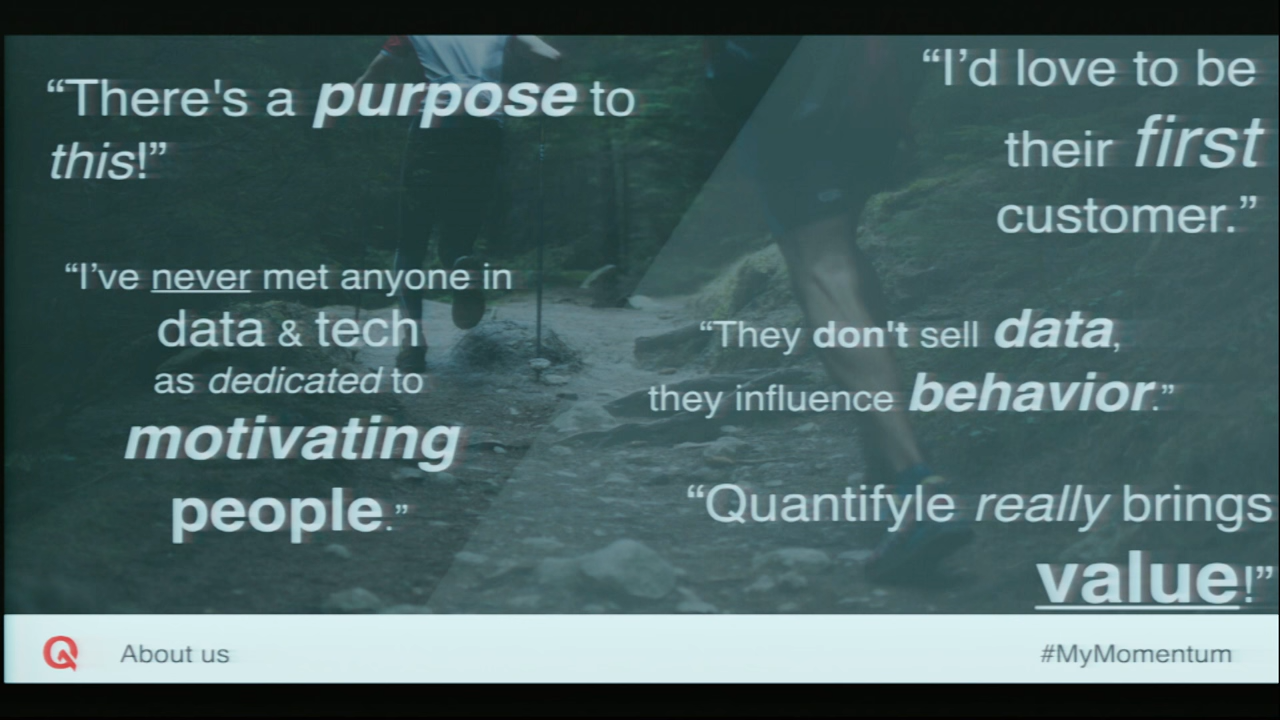 “There's a purpose to
this!”
“I’d love to be
their first
customer.”
“I’ve never met anyone in
data & tech
as dedicated to
motivating
people.”
“They don't sell data,
they influence behavior.”
“Quantifyle really brings
value!”
Q
About us
#MyMomentum